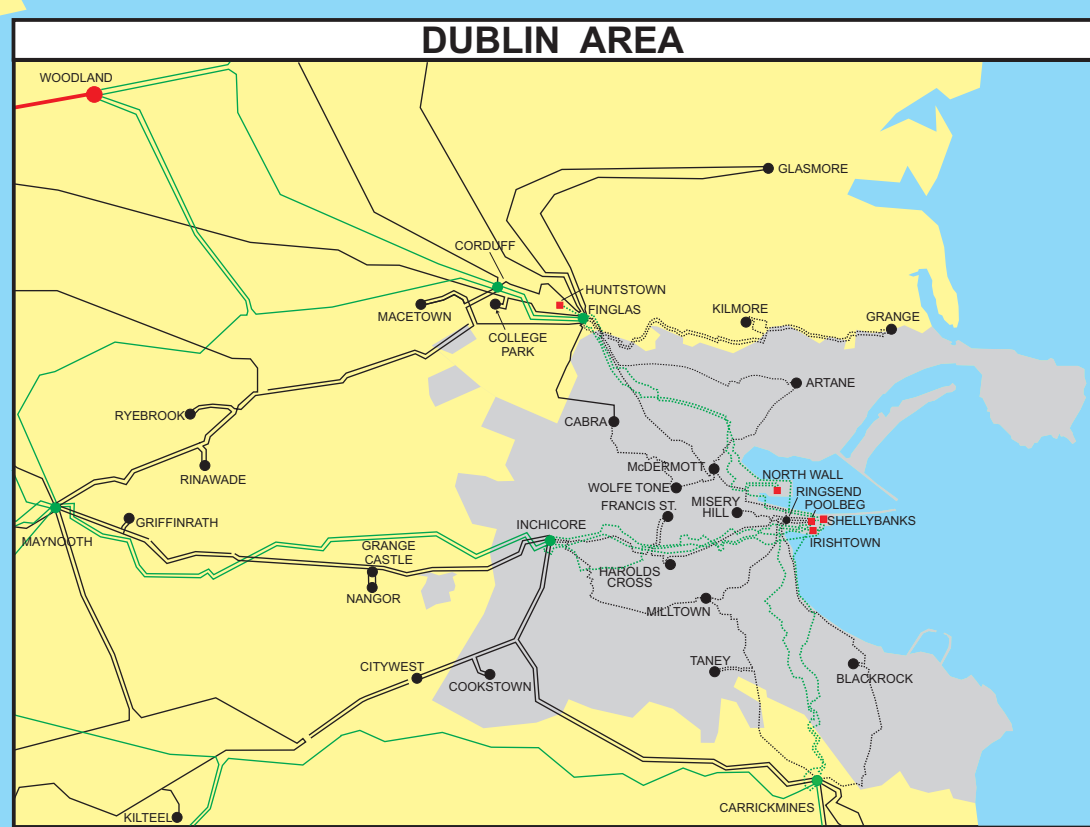 DUBLIN AREA
WOODLAND
GLASMORE
CORDUFF
HUNTSTOWN
MACETOWN
FINGLAS
KILMORE
GRANGE
COLLEGE
PARK
ARTANE
RYEBROOK
CABRA
McDERMOTT
NORTH WALL
RINAWADE
WOLFE TONE
RINGSEND
FRANCIS ST.
MISERY
HILL
POOLBEG
GRIFFINRATH
INCHICORE
SHELLYBANKS
MAYNOOTH
IRISHTOWN
GRANGE
CASTLE
HAROLDS
CROSS
NANGOR
MILLTOWN
CITYWEST
TANEY
COOKSTOWN
BLACKROCK
CARRICKMINES
KILTEEL